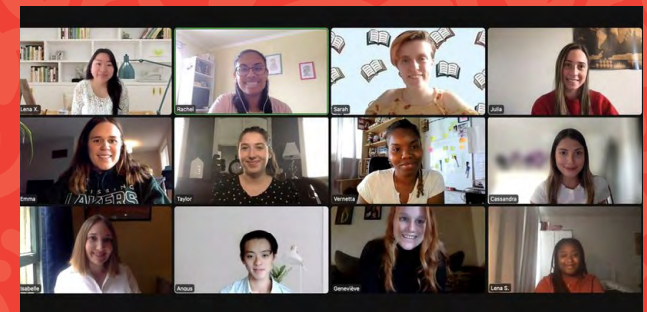 Lena X.
Rachel
Sarah
Julia
LAKERS
Emma
Taylor
Vernetta
Cassandra
Isabelle
Anous
Geneviève
Lena S.